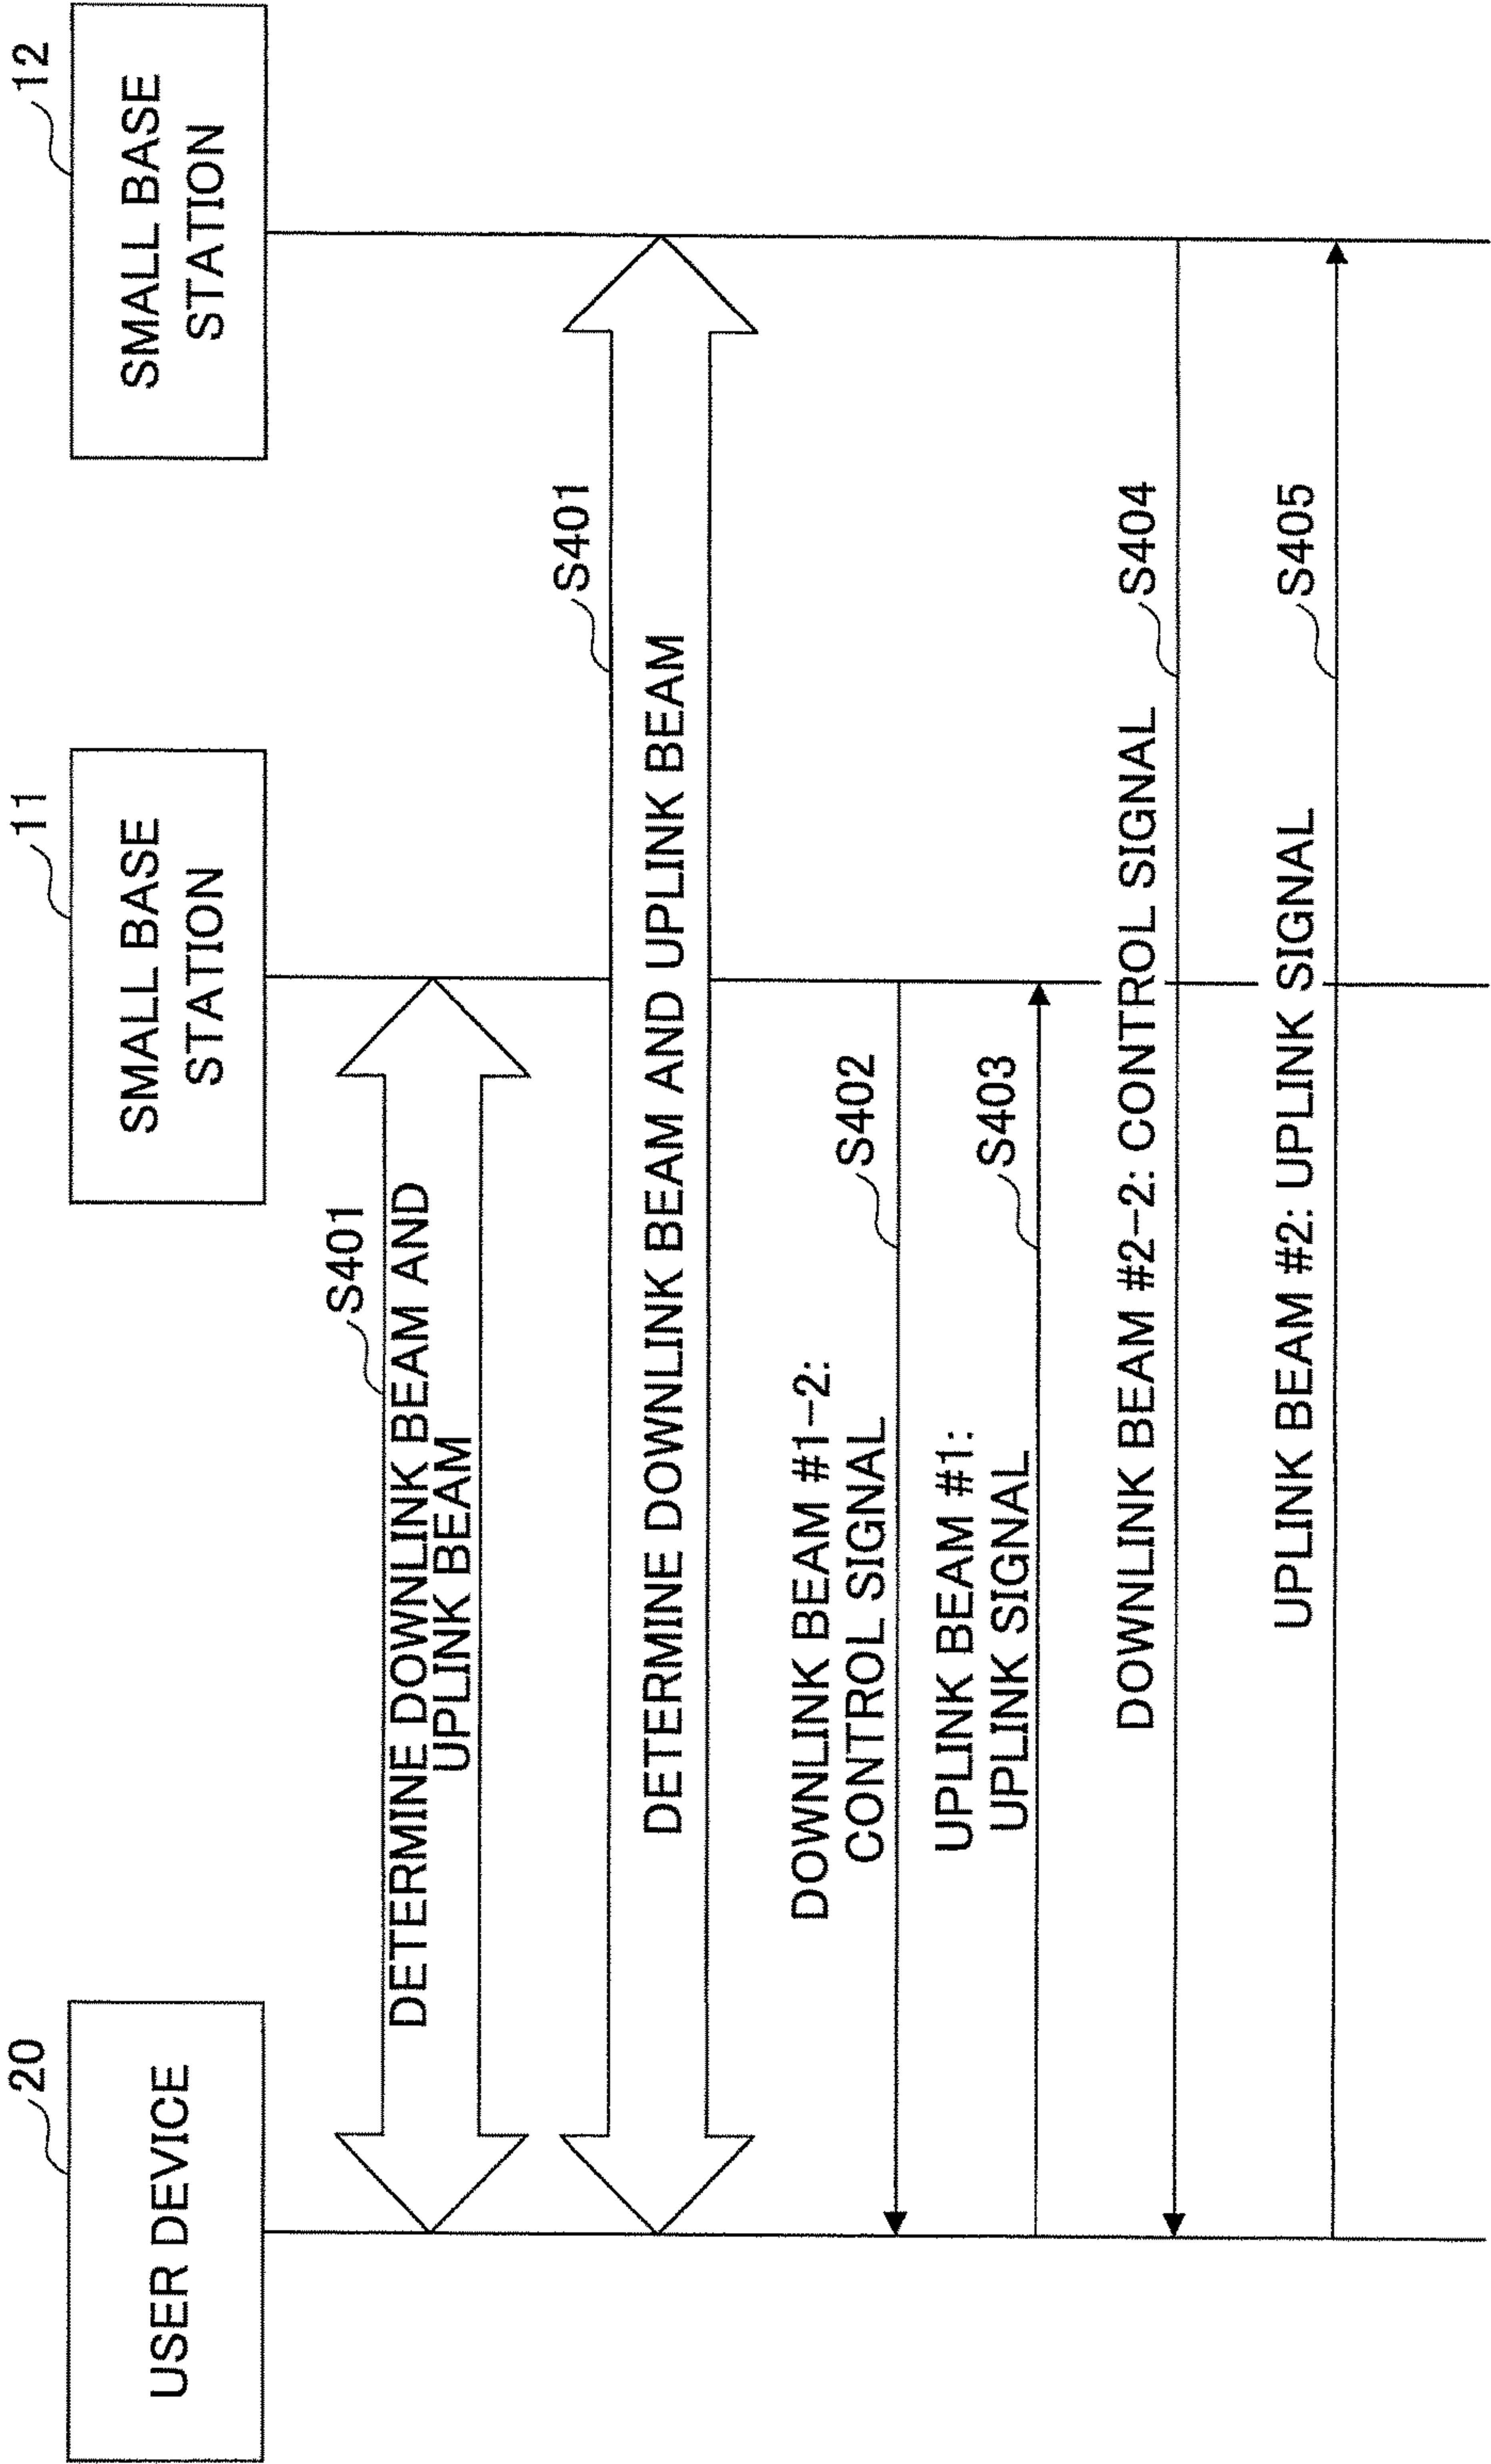 20
USER DEVICE
11
SMALL BASE
STATION
12
SMALL BASE
STATION
S401
DETERMINE DOWNLINK BEAM AND
UPLINK BEAM
S401
DETERMINE DOWNLINK BEAM AND UPLINK BEAM
DOWNLINK BEAM #1-2:
CONTROL SIGNAL
S402
UPLINK BEAM #1:
UPLINK SIGNAL
S403
DOWNLINK BEAM #2-2: CONTROL SIGNAL
S404
UPLINK BEAM #2: UPLINK SIGNAL
S405